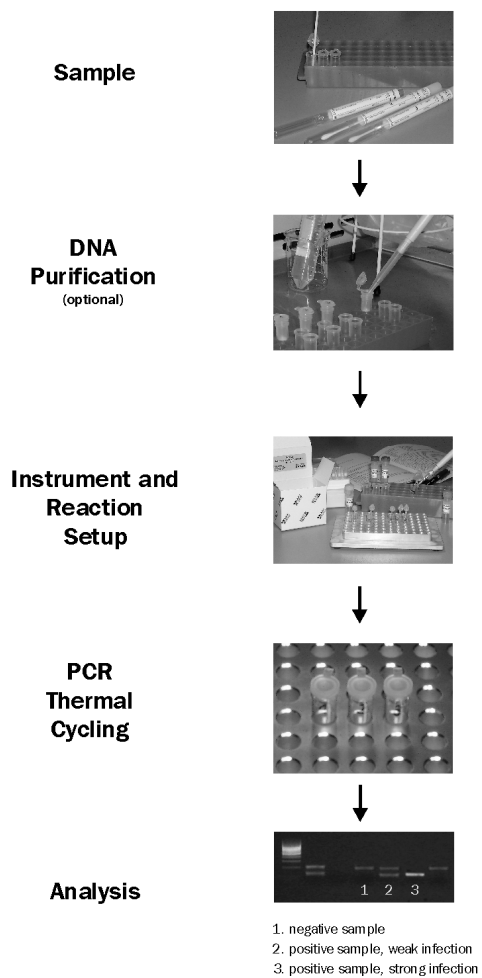 Sample
DNA
Purification
(optional)
Instrument and
Reaction
Setup
PCR
Thermal
Cycling
Analysis
1 2 3
1. negative sample
2. positive sample, weak infection
3. positive sample, strong infection